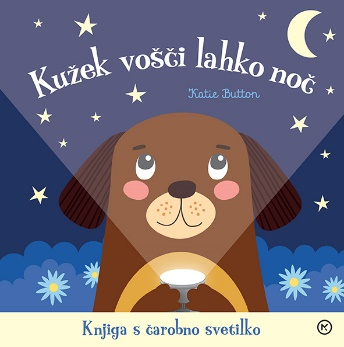 Kužek vošči lahko noč
Katie Button
Knjiga s čarobno svetilko